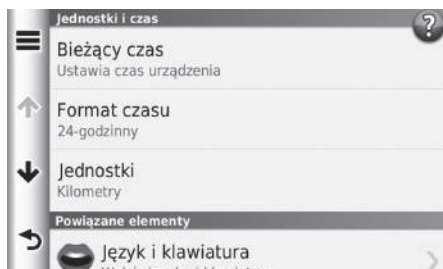 Jednostki i czas
?
Bieżący czas
Ustawia czas urządzenia
Format czasu
24-godzinny
Jednostki
Kilometry
Powiązane elementy
Język i klawiatura